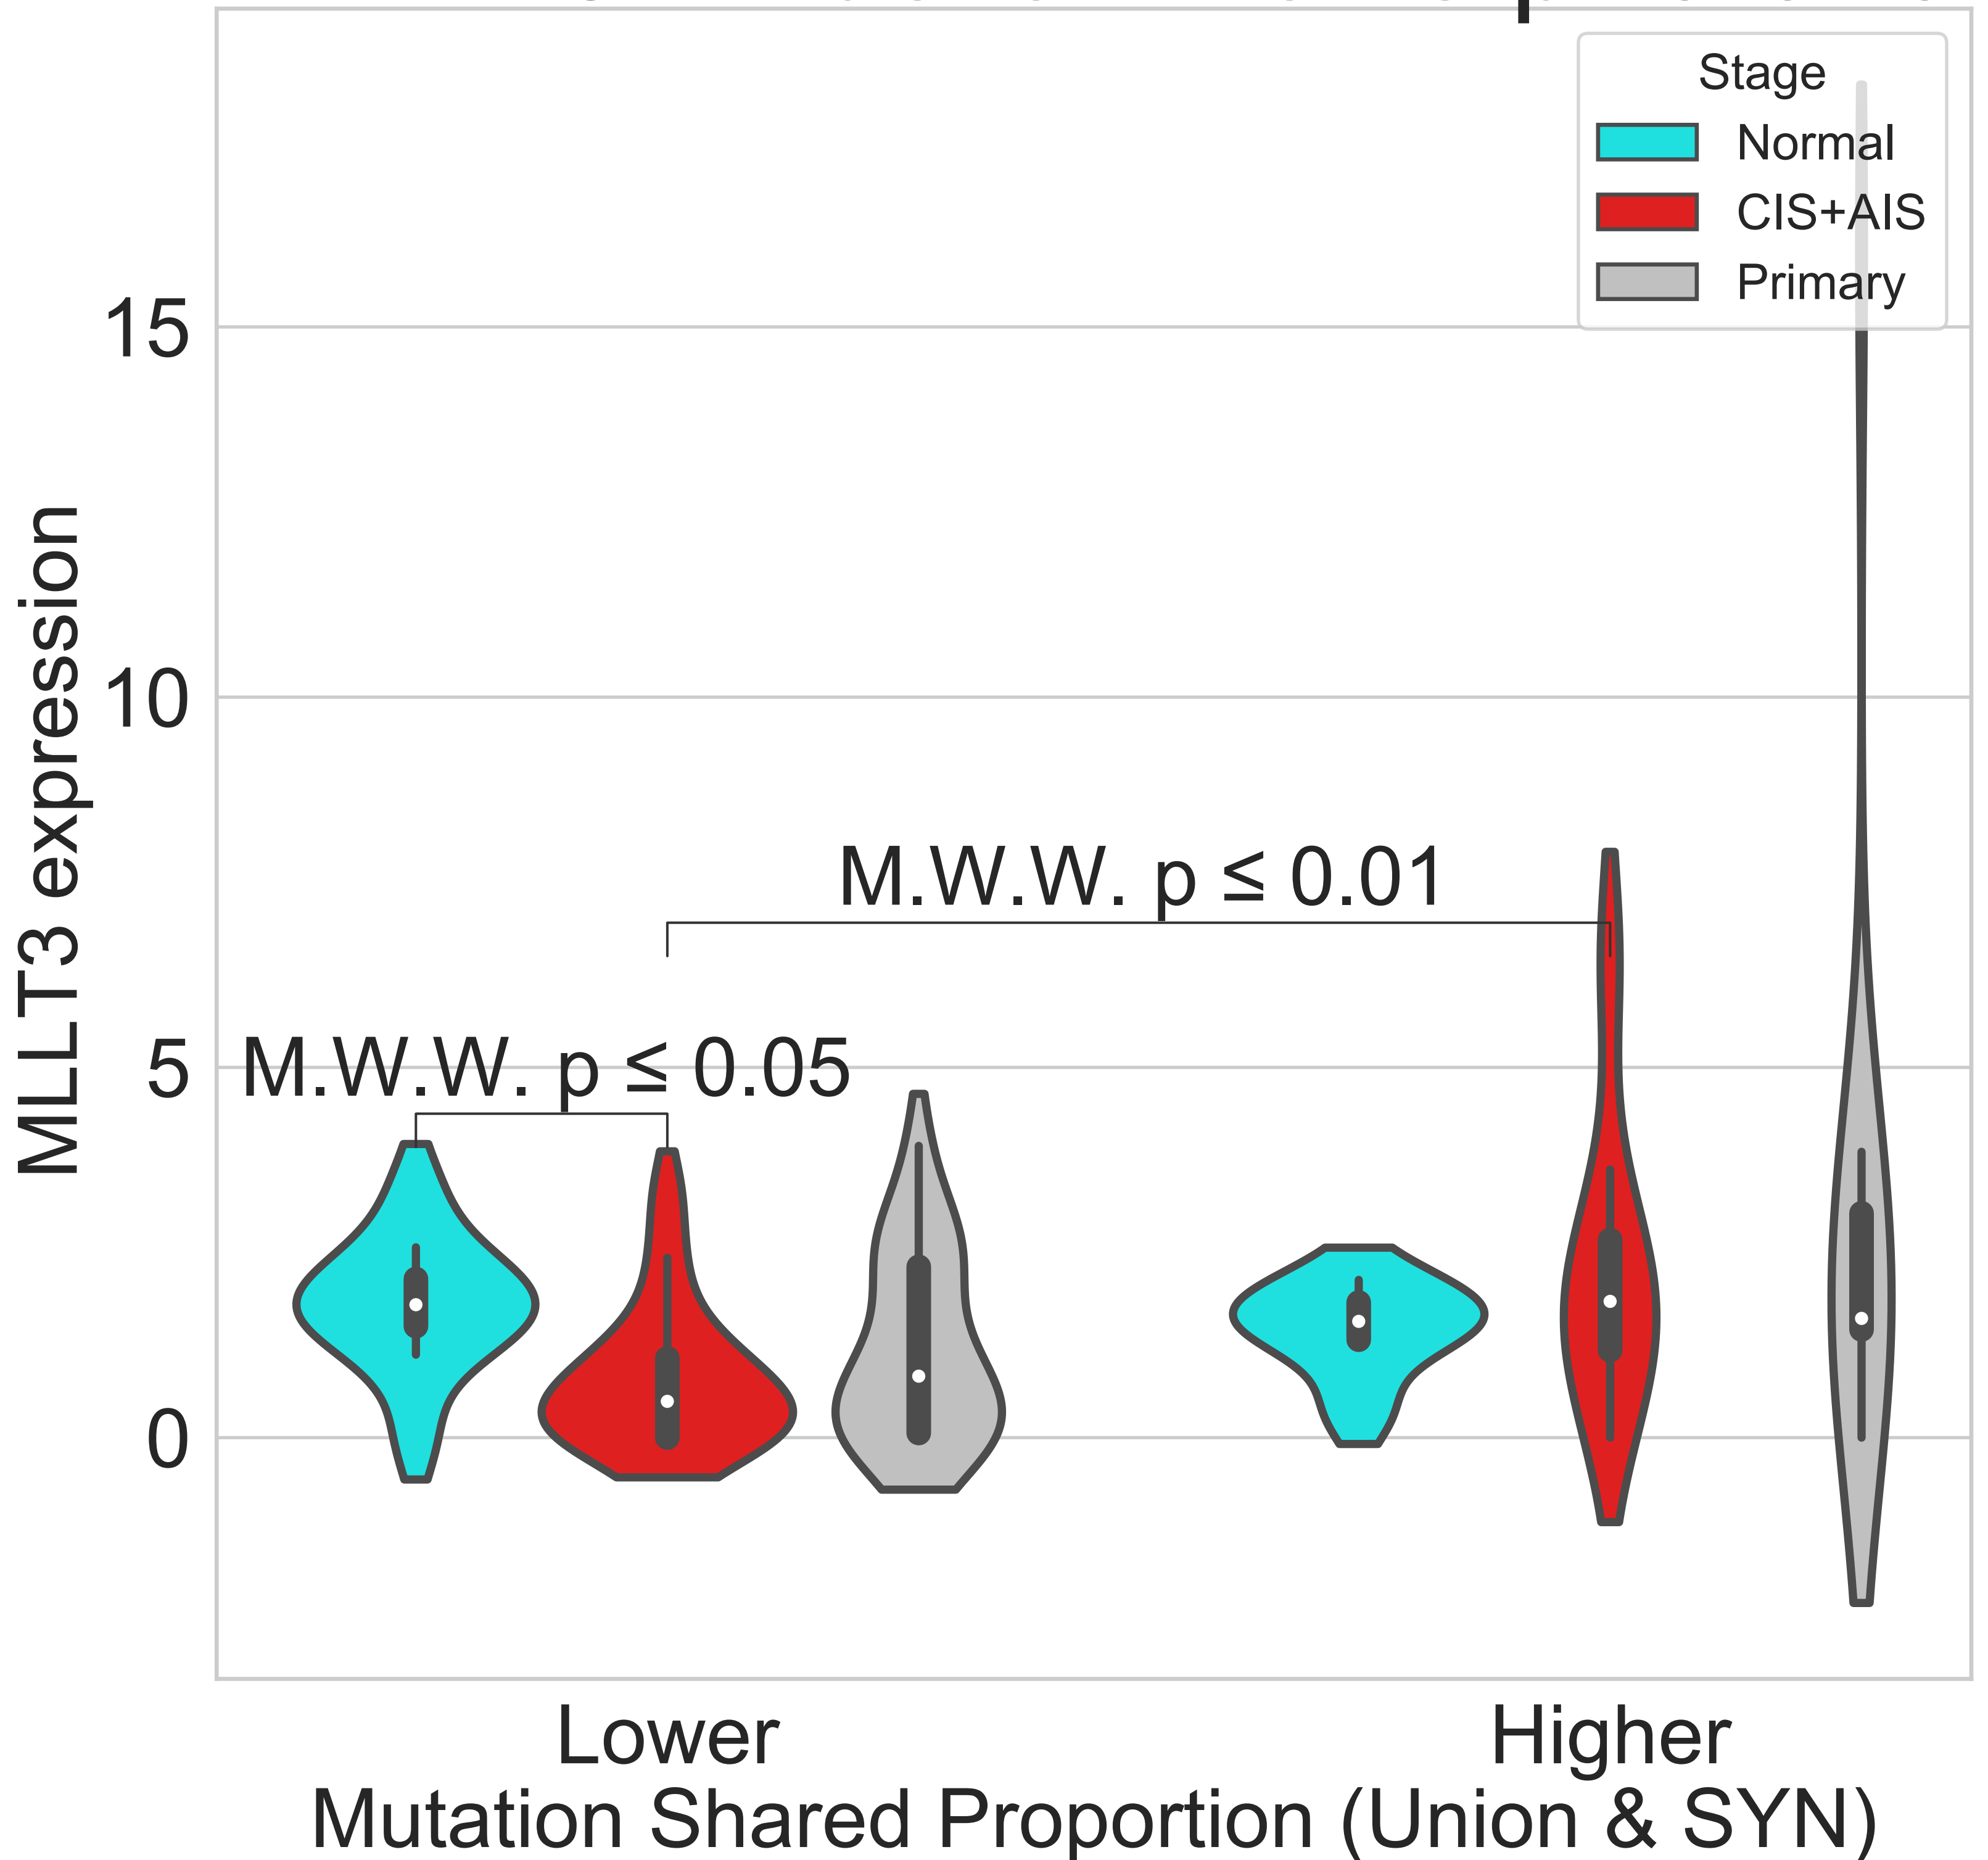 Stage
Normal
CIS+AIS
Primary
15
10
5
0
MLLT3 expression
M.W.W. p ≤ 0.01
M.W.W. p ≤ 0.05
Lower
Higher
Mutation Shared Proportion (Union & SYN)